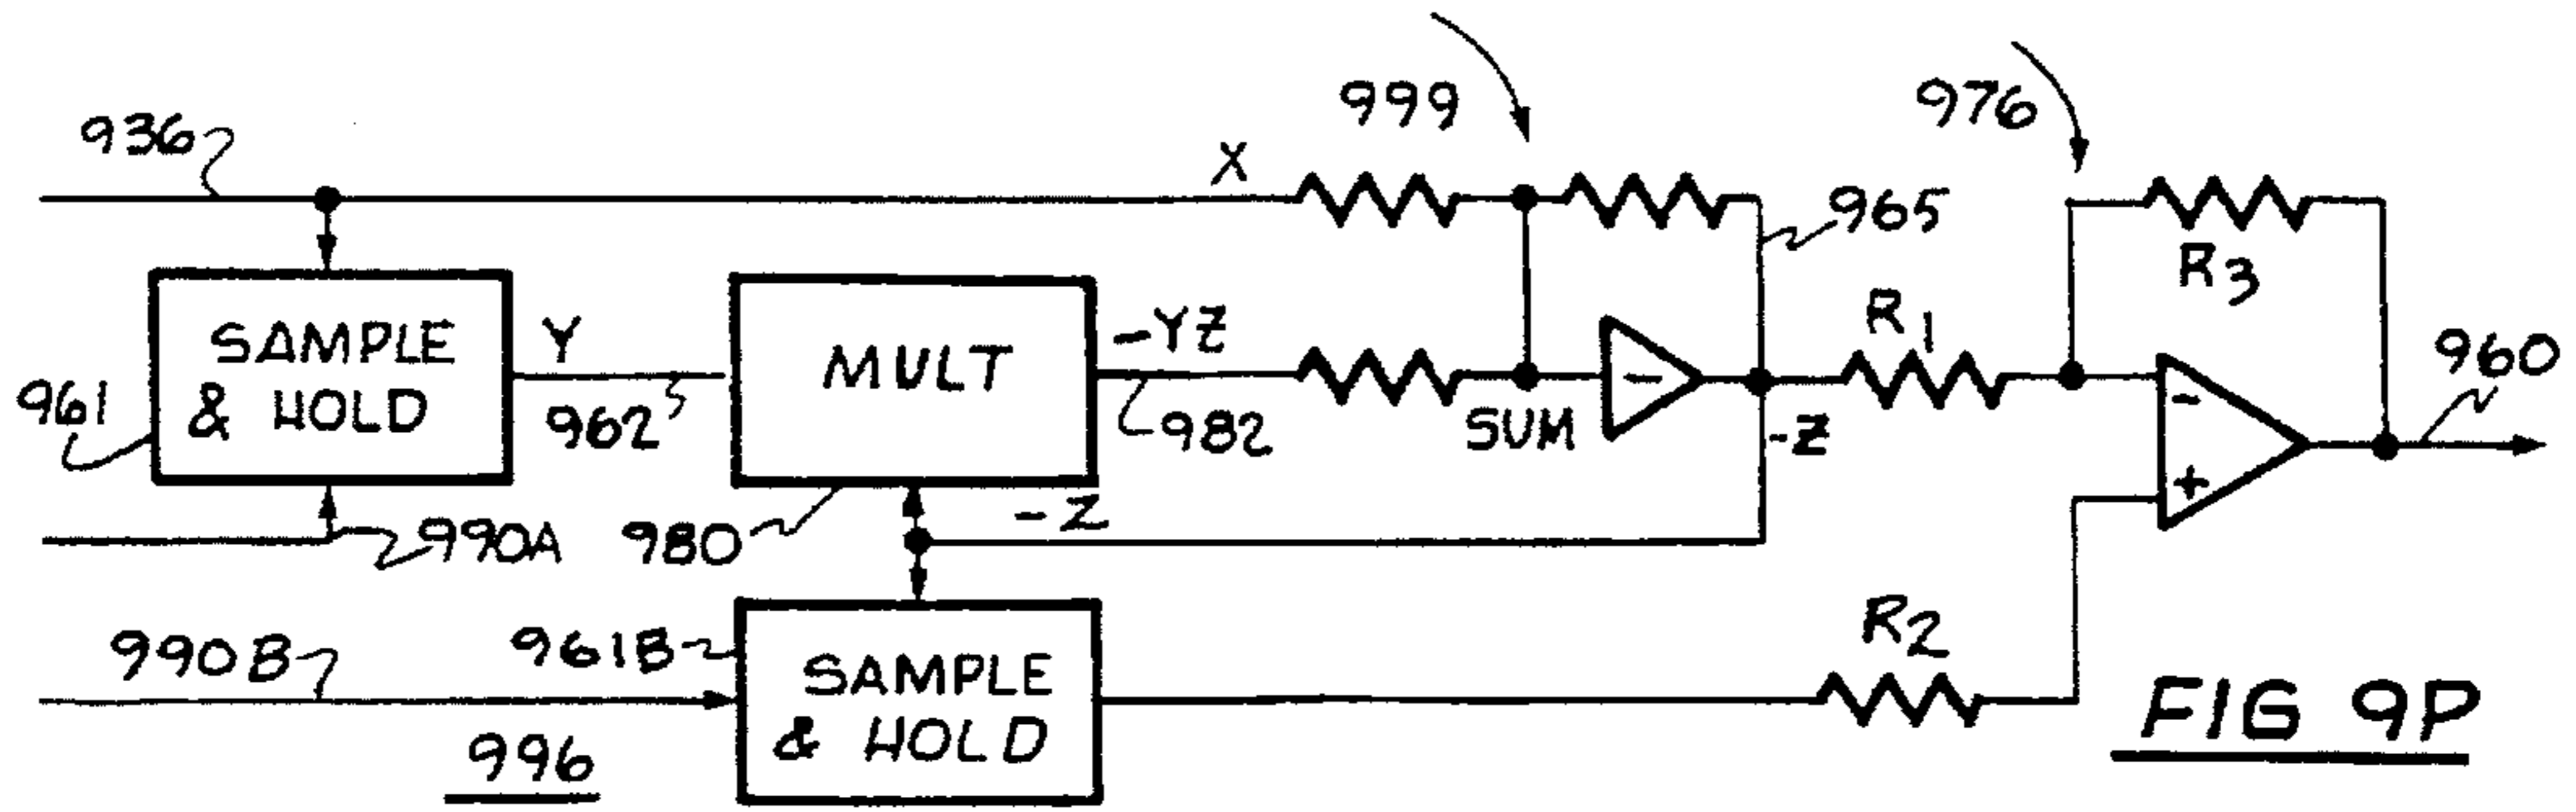 936
X
999
976
965
R3
SAMPLE
& HOLD
961
Y
962
MULT
-YZ
982
SUM
−
-Z
R1
-
+
960
990A
980
-Z
990B
961B
SAMPLE
& HOLD
R2
996
FIG 9P